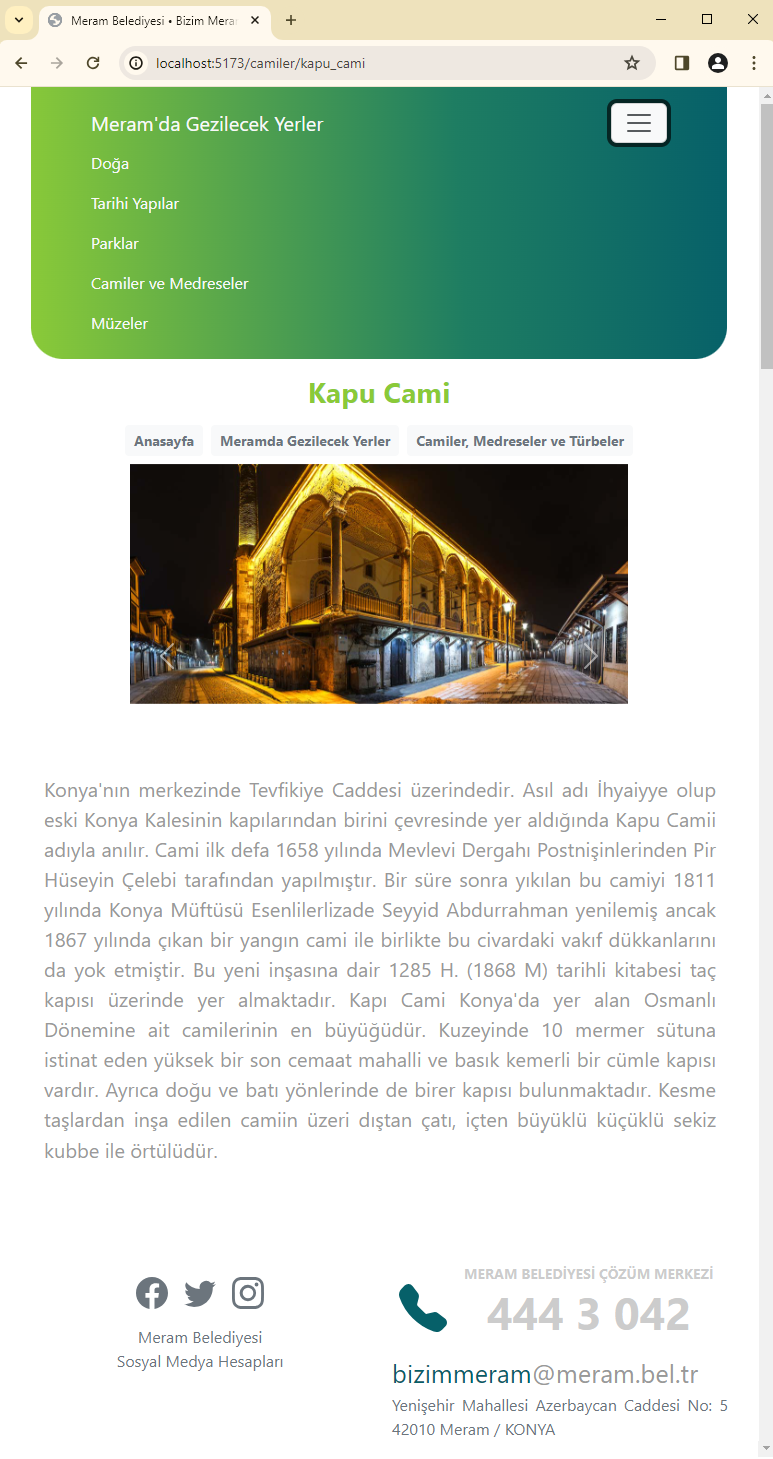 Meram Belediyesi • Bizim Meram
localhost:5173/camiler/kapu_cami
Meram'da Gezilecek Yerler
Doğa
Tarihi Yapılar
Parklar
Camiler ve Medreseler
Müzeler
Kapu Cami
Anasayfa Meramda Gezilecek Yerler Camiler, Medreseler ve Türbeler
Konya'nın merkezinde Tevfikiye Caddesi üzerindedir. Asıl adı İhyaiyye olup
eski Konya Kalesinin kapılarından birini çevresinde yer aldığında Kapu Camii
adıyla anılır. Cami ilk defa 1658 yılında Mevlevi Dergahı Postnişinlerinden Pir
Hüseyin Çelebi tarafından yapılmıştır. Bir süre sonra yıkılan bu camiyi 1811
yılında Konya Müftüsü Esenlilerlizade Seyyid Abdurrahman yenilemiş ancak
1867 yılında çıkan bir yangın cami ile birlikte bu civardaki vakıf dükkanlarını
da yok etmiştir. Bu yeni inşasına dair 1285 H. (1868 M) tarihli kitabesi taç
kapısı üzerinde yer almaktadır. Kapı Cami Konya'da yer alan Osmanlı
Dönemine ait camilerinin en büyüğüdür. Kuzeyinde 10 mermer sütuna
istinat eden yüksek bir son cemaat mahalli ve basık kemerli bir cümle kapısı
vardır. Ayrıca doğu ve batı yönlerinde de birer kapısı bulunmaktadır. Kesme
taşlardan inşa edilen camiin üzeri dıştan çatı, içten büyüklü küçüklü sekiz
kubbe ile örtülüdür.
Meram Belediyesi
Sosyal Medya Hesapları
MERAM BELEDİYESİ ÇÖZÜM MERKEZİ
444 3 042
bizimmeram@meram.bel.tr
Yenişehir Mahallesi Azerbaycan Caddesi No: 5
42010 Meram / KONYA